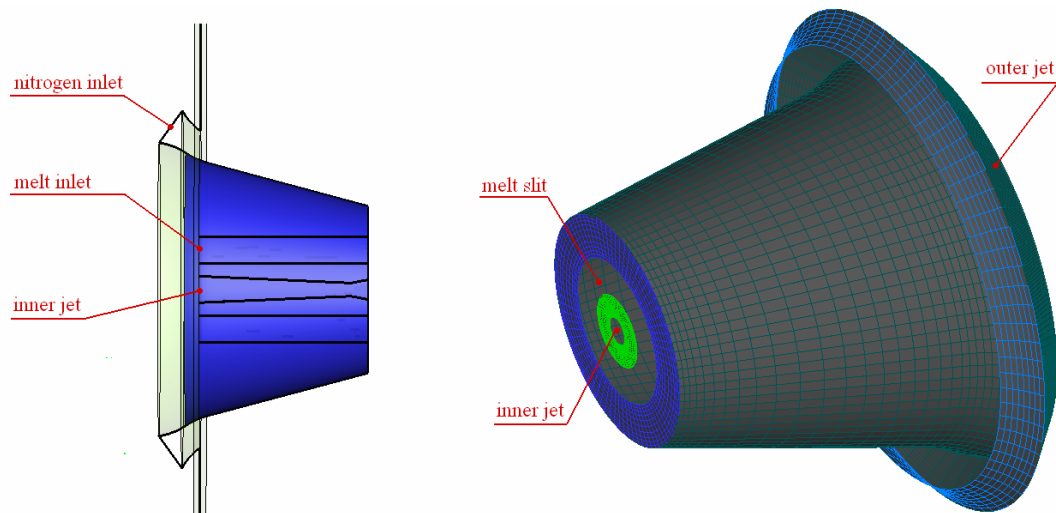 nitrogen inlet
melt inlet
inner jet
outer jet
melt slit
inner jet